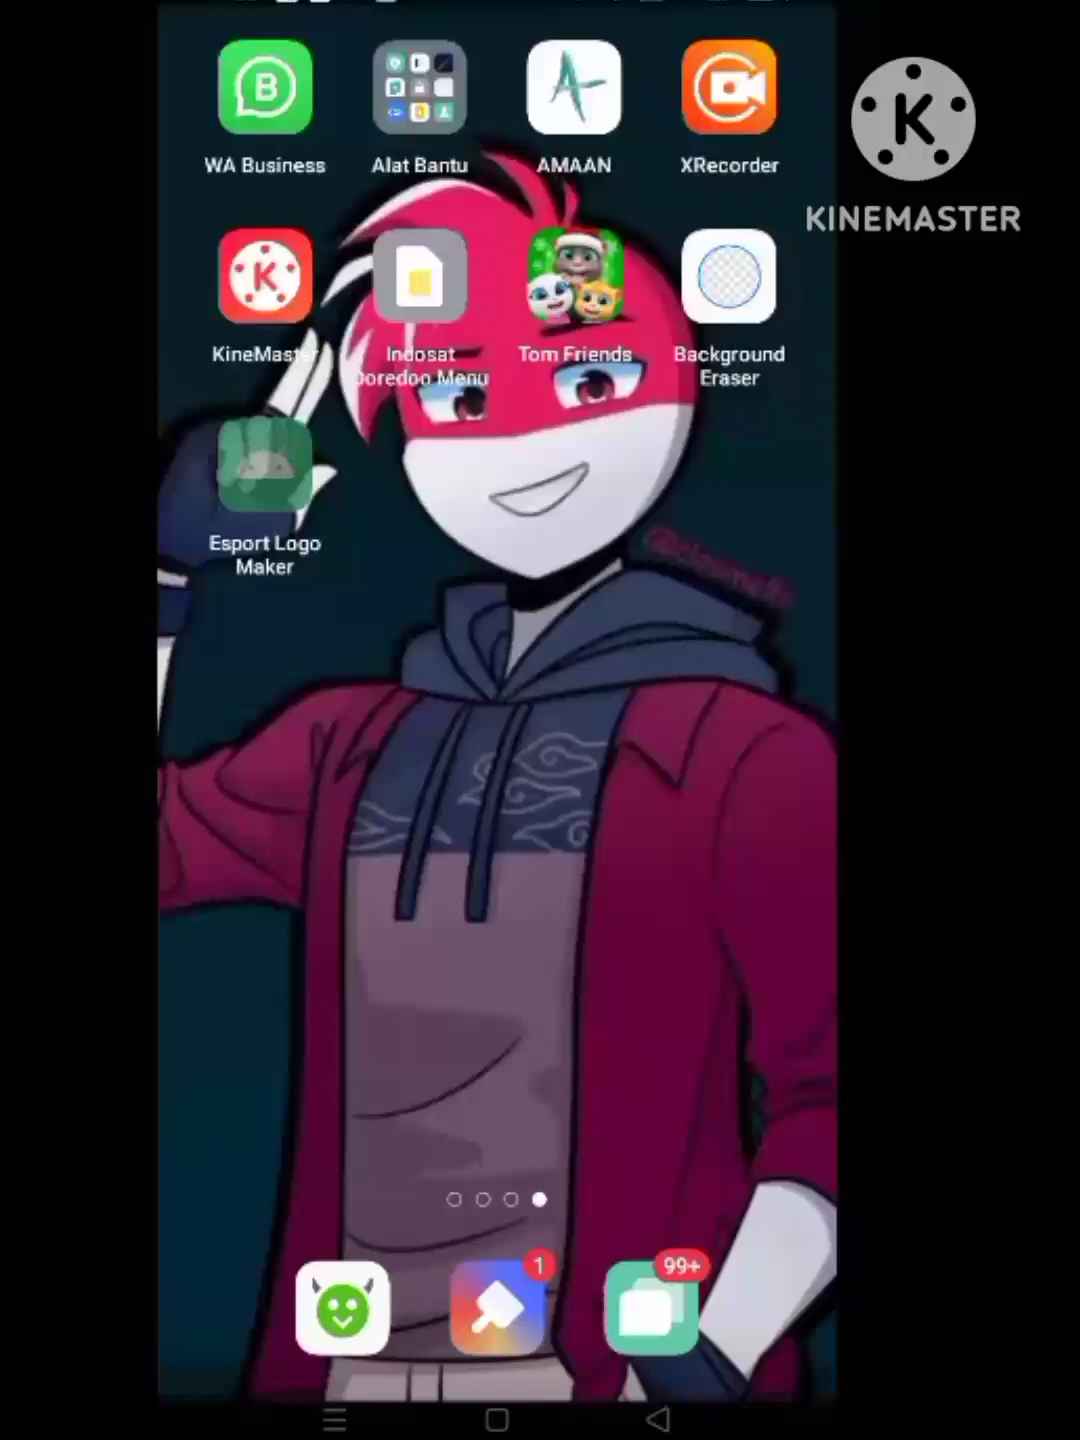 WA Business
Alat Bantu
AMAAN
XRecorder
K
KINEMASTER
KineMaster
Indosat
Ooredoo Menu
Tom Friends
Background
Eraser
Esport Logo
Maker
1
99+